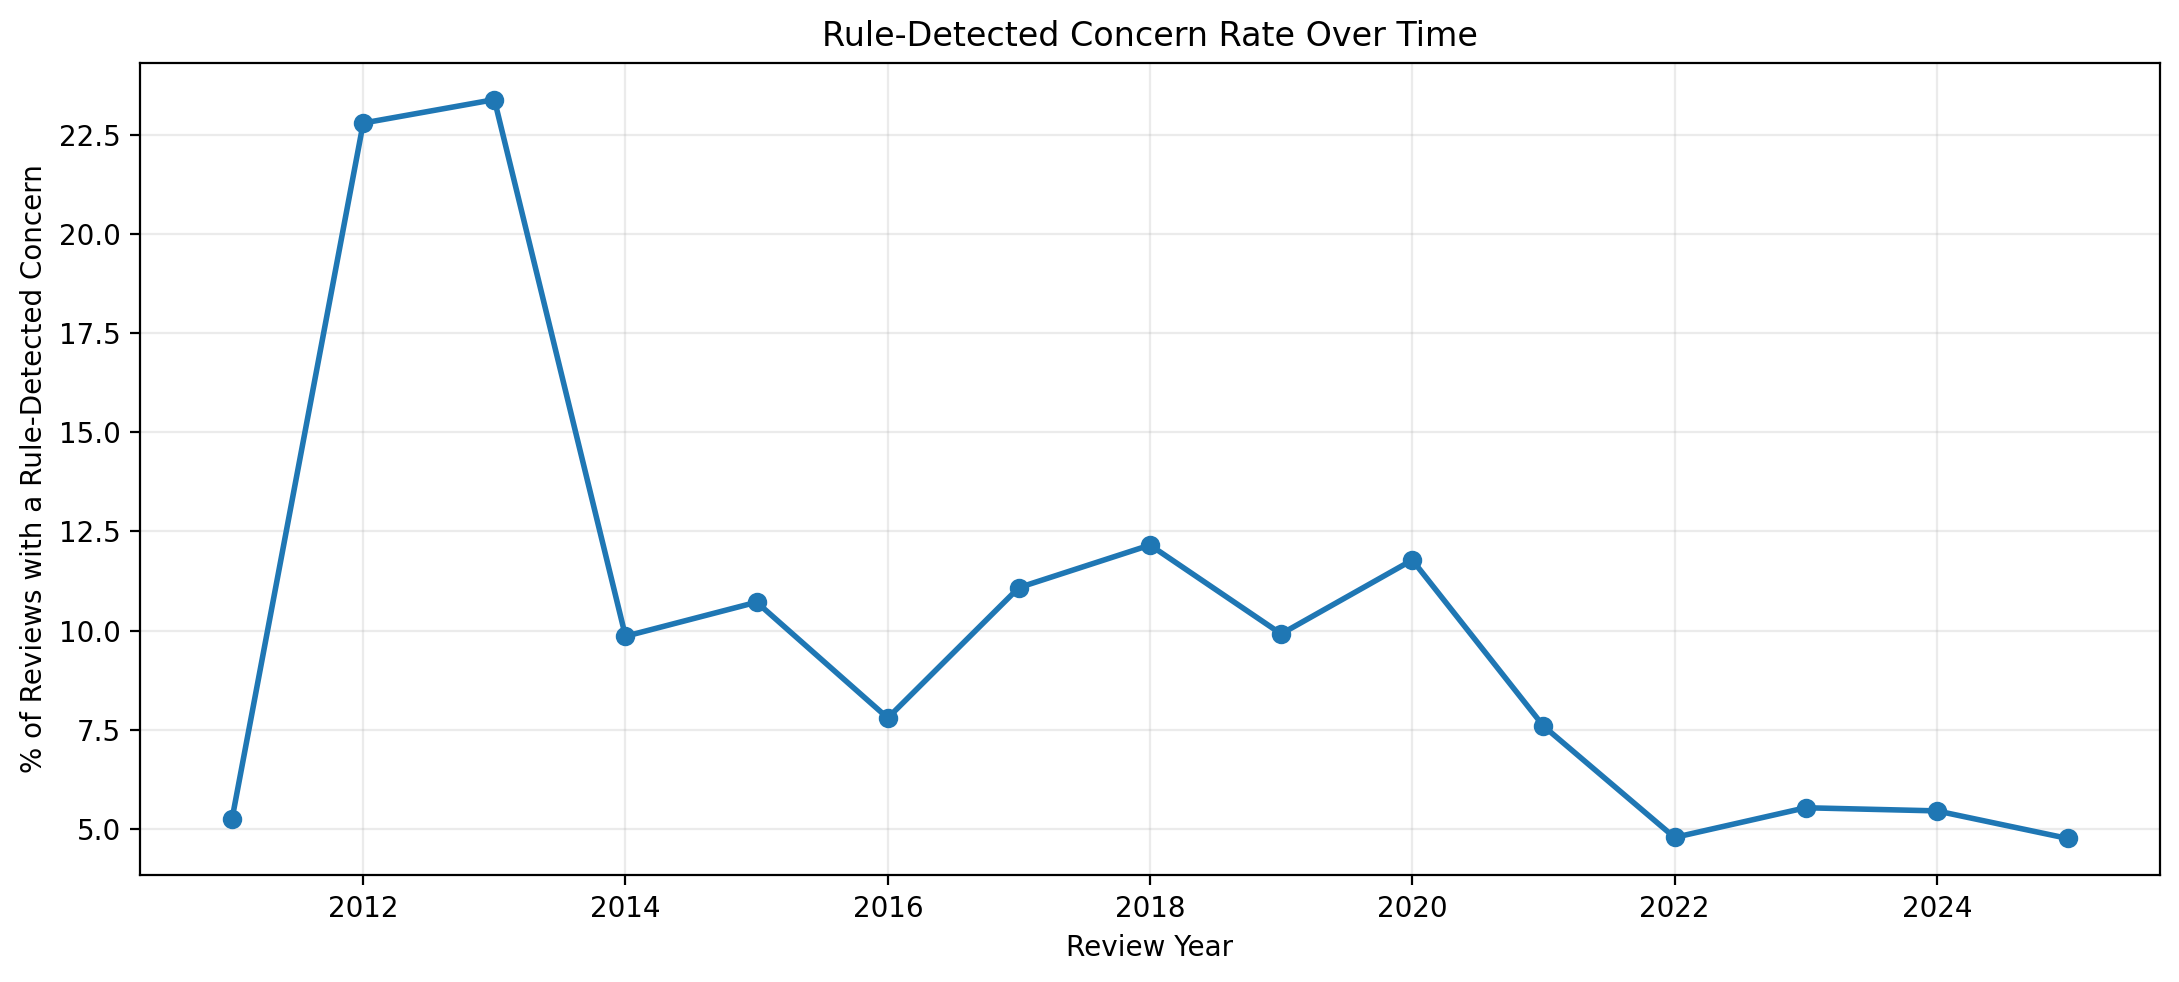 Rule-Detected Concern Rate Over Time
% of Reviews with a Rule-Detected Concern
22.5
20.0
17.5
15.0
12.5
10.0
7.5
5.0
2012 2014 2016 2018 2020 2022 2024
Review Year